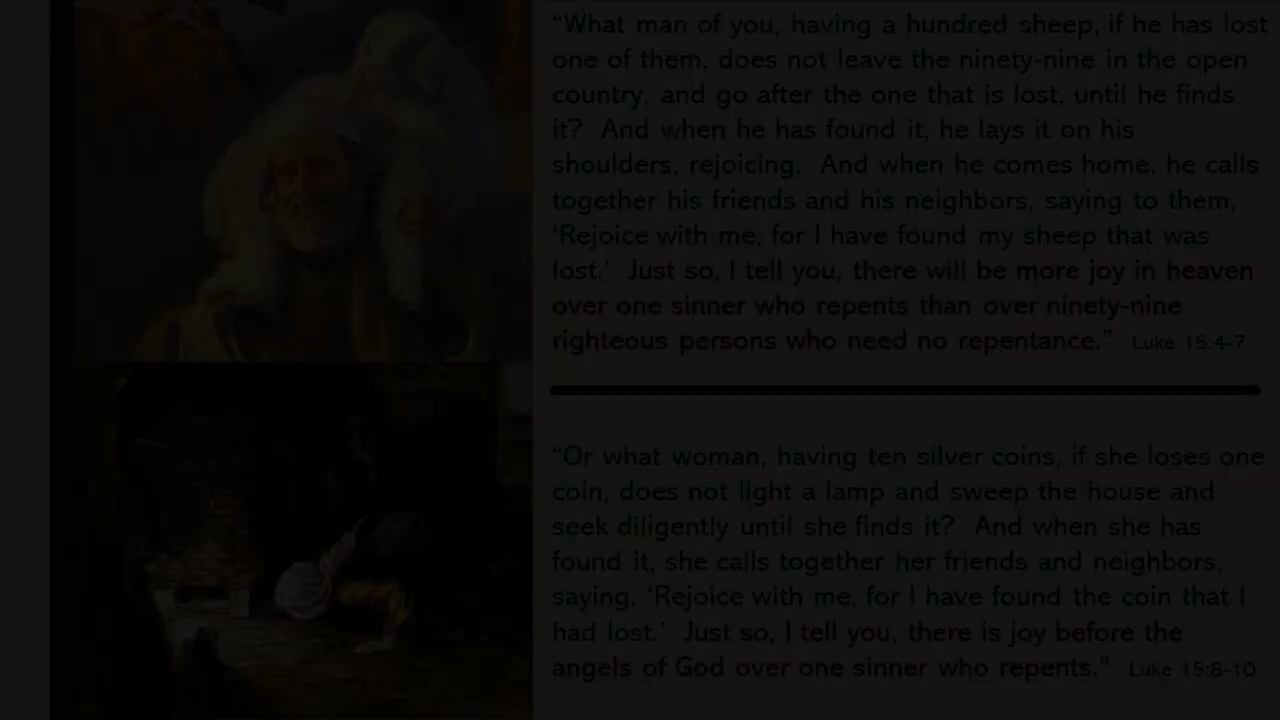 “What man of you, having a hundred sheep, if he has lost
one of them, does not leave the ninety-nine in the open
country, and go after the one that is lost, until he finds
it?  And when he has found it, he lays it on his
shoulders, rejoicing.  And when he comes home, he calls
together his friends and his neighbors, saying to them,
‘Rejoice with me, for I have found my sheep that was
lost.’  Just so, I tell you, there will be more joy in heaven
over one sinner who repents than over ninety-nine
righteous persons who need no repentance.”  Luke 15:4-7
“Or what woman, having ten silver coins, if she loses one
coin, does not light a lamp and sweep the house and
seek diligently until she finds it?  And when she has
found it, she calls together her friends and neighbors,
saying, ‘Rejoice with me, for I have found the coin that I
had lost.’  Just so, I tell you, there is joy before the
angels of God over one sinner who repents.”  Luke 15:8-10